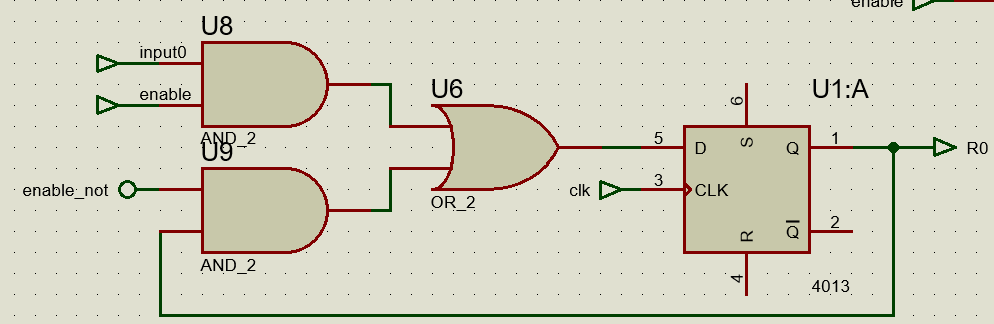 enable
U8
input0
enable
AND_2
U9
enable_not
AND_2
U6
OR_2
clk
U1:A
6
5
D
S
Q
1
3
CLK
R
Q
2
4
4013
R0